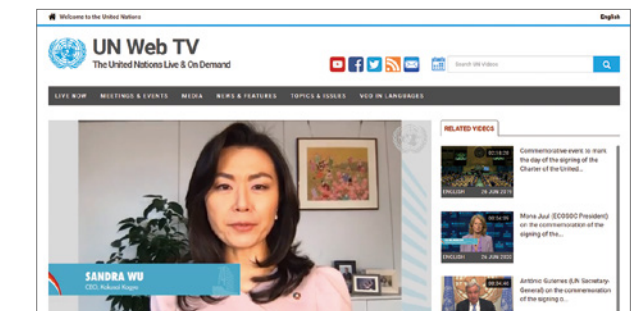 Welcome to the United Nations
English
UN Web TV
The United Nations Live & On Demand
Search UN Videos
LIVE NOW MEETINGS & EVENTS MEDIA NEWS & FEATURES TOPICS & ISSUES VOD IN LANGUAGES
RELATED VIDEOS
Commemorative event to mark
the day of the signing of the
Charter of the United...
ENGLISH
Mona Juul (ECOSOC President)
on the commemoration of the
signing of the...
ENGLISH 26 JUN 2020
SANDRA WU
CEO, Kokusai Kogyo
António Guterres (UN Secretary-
General) on the commemoration
of the signing o...